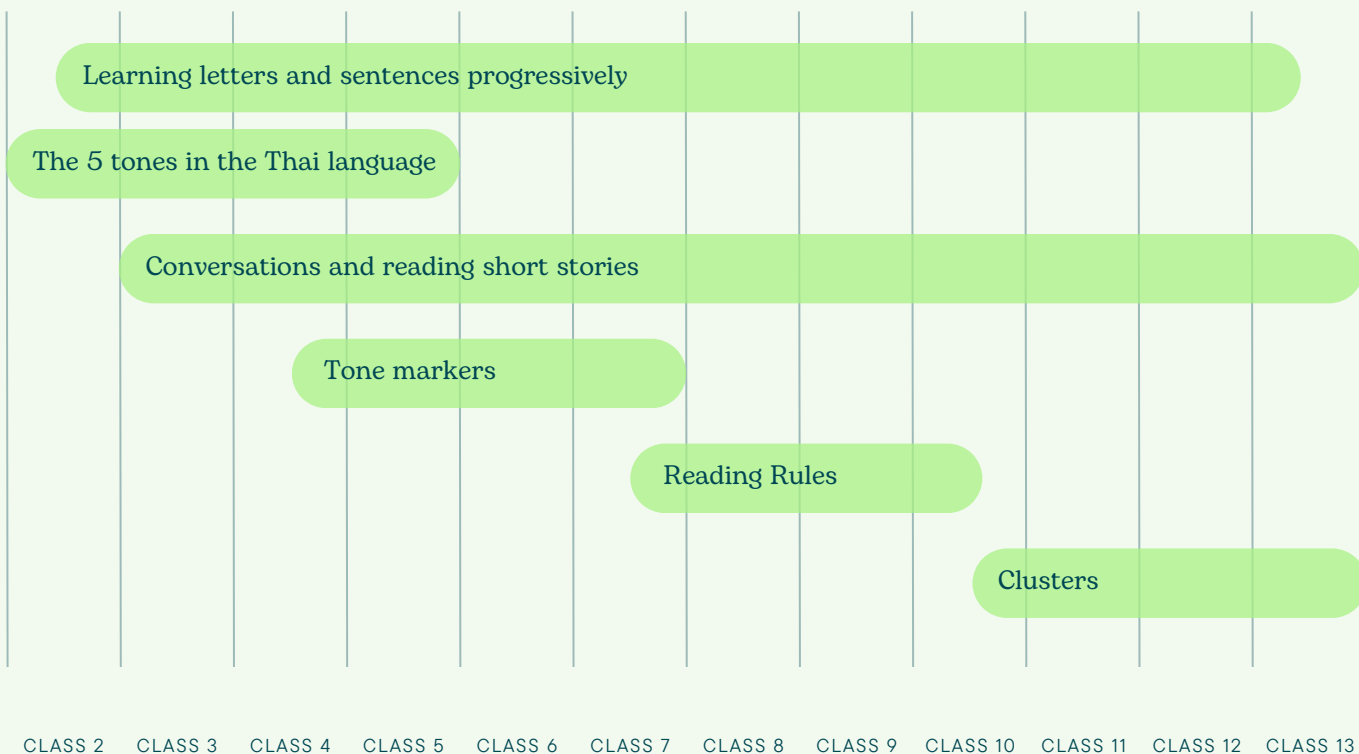 Learning letters and sentences progressively
The 5 tones in the Thai language
Conversations and reading short stories
Tone markers
Reading Rules
Clusters
CLASS 2 CLASS 3 CLASS 4 CLASS 5 CLASS 6 CLASS 7 CLASS 8 CLASS 9 CLASS 10 CLASS 11 CLASS 12 CLASS 13